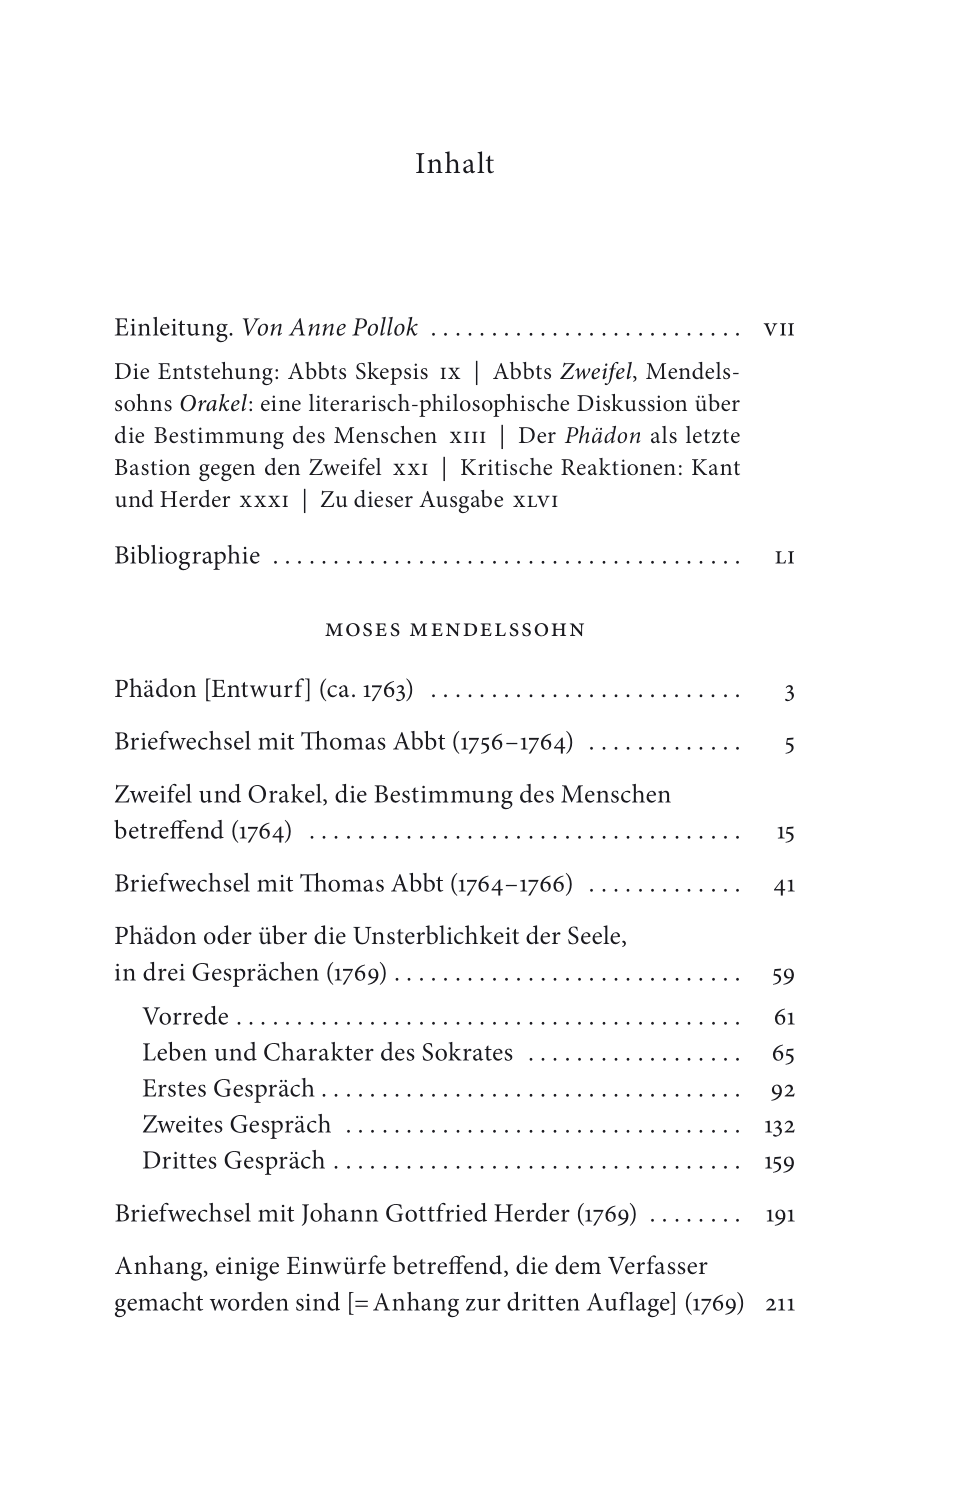 Inhalt
Einleitung. Von Anne Pollok . . . . . . . . . . . . . . . . . . . . . . . . . . VII
Die Entstehung: Abbts Skepsis IX | Abbts Zweifel, Mendels-
sohns Orakel: eine literarisch-philosophische Diskussion über
die Bestimmung des Menschen XIII | Der Phädon als letzte
Bastion gegen den Zweifel XXI | Kritische Reaktionen: Kant
und Herder XXXI | Zu dieser Ausgabe XLVI
Bibliographie . . . . . . . . . . . . . . . . . . . . . . . . . . . . . . . . . . . . . . . LI
MOSES MENDELSSOHN
Phädon [Entwurf] (ca. 1763) . . . . . . . . . . . . . . . . . . . . . . . . . . 3
Briefwechsel mit Thomas Abbt (1756–1764) . . . . . . . . . . . . . 5
Zweifel und Orakel, die Bestimmung des Menschen
betreffend (1764) . . . . . . . . . . . . . . . . . . . . . . . . . . . . . . . . . . . . 15
Briefwechsel mit Thomas Abbt (1764–1766) . . . . . . . . . . . . . 41
Phädon oder über die Unsterblichkeit der Seele,
in drei Gesprächen (1769) . . . . . . . . . . . . . . . . . . . . . . . . . . . . . 59
Vorrede . . . . . . . . . . . . . . . . . . . . . . . . . . . . . . . . . . . . . . . . . . 61
Leben und Charakter des Sokrates . . . . . . . . . . . . . . . . . . 65
Erstes Gespräch . . . . . . . . . . . . . . . . . . . . . . . . . . . . . . . . . . . 92
Zweites Gespräch . . . . . . . . . . . . . . . . . . . . . . . . . . . . . . . . . 132
Drittes Gespräch . . . . . . . . . . . . . . . . . . . . . . . . . . . . . . . . . . 159
Briefwechsel mit Johann Gottfried Herder (1769) . . . . . . . . 191
Anhang, einige Einwürfe betreffend, die dem Verfasser
gemacht worden sind [= Anhang zur dritten Auflage] (1769) 211